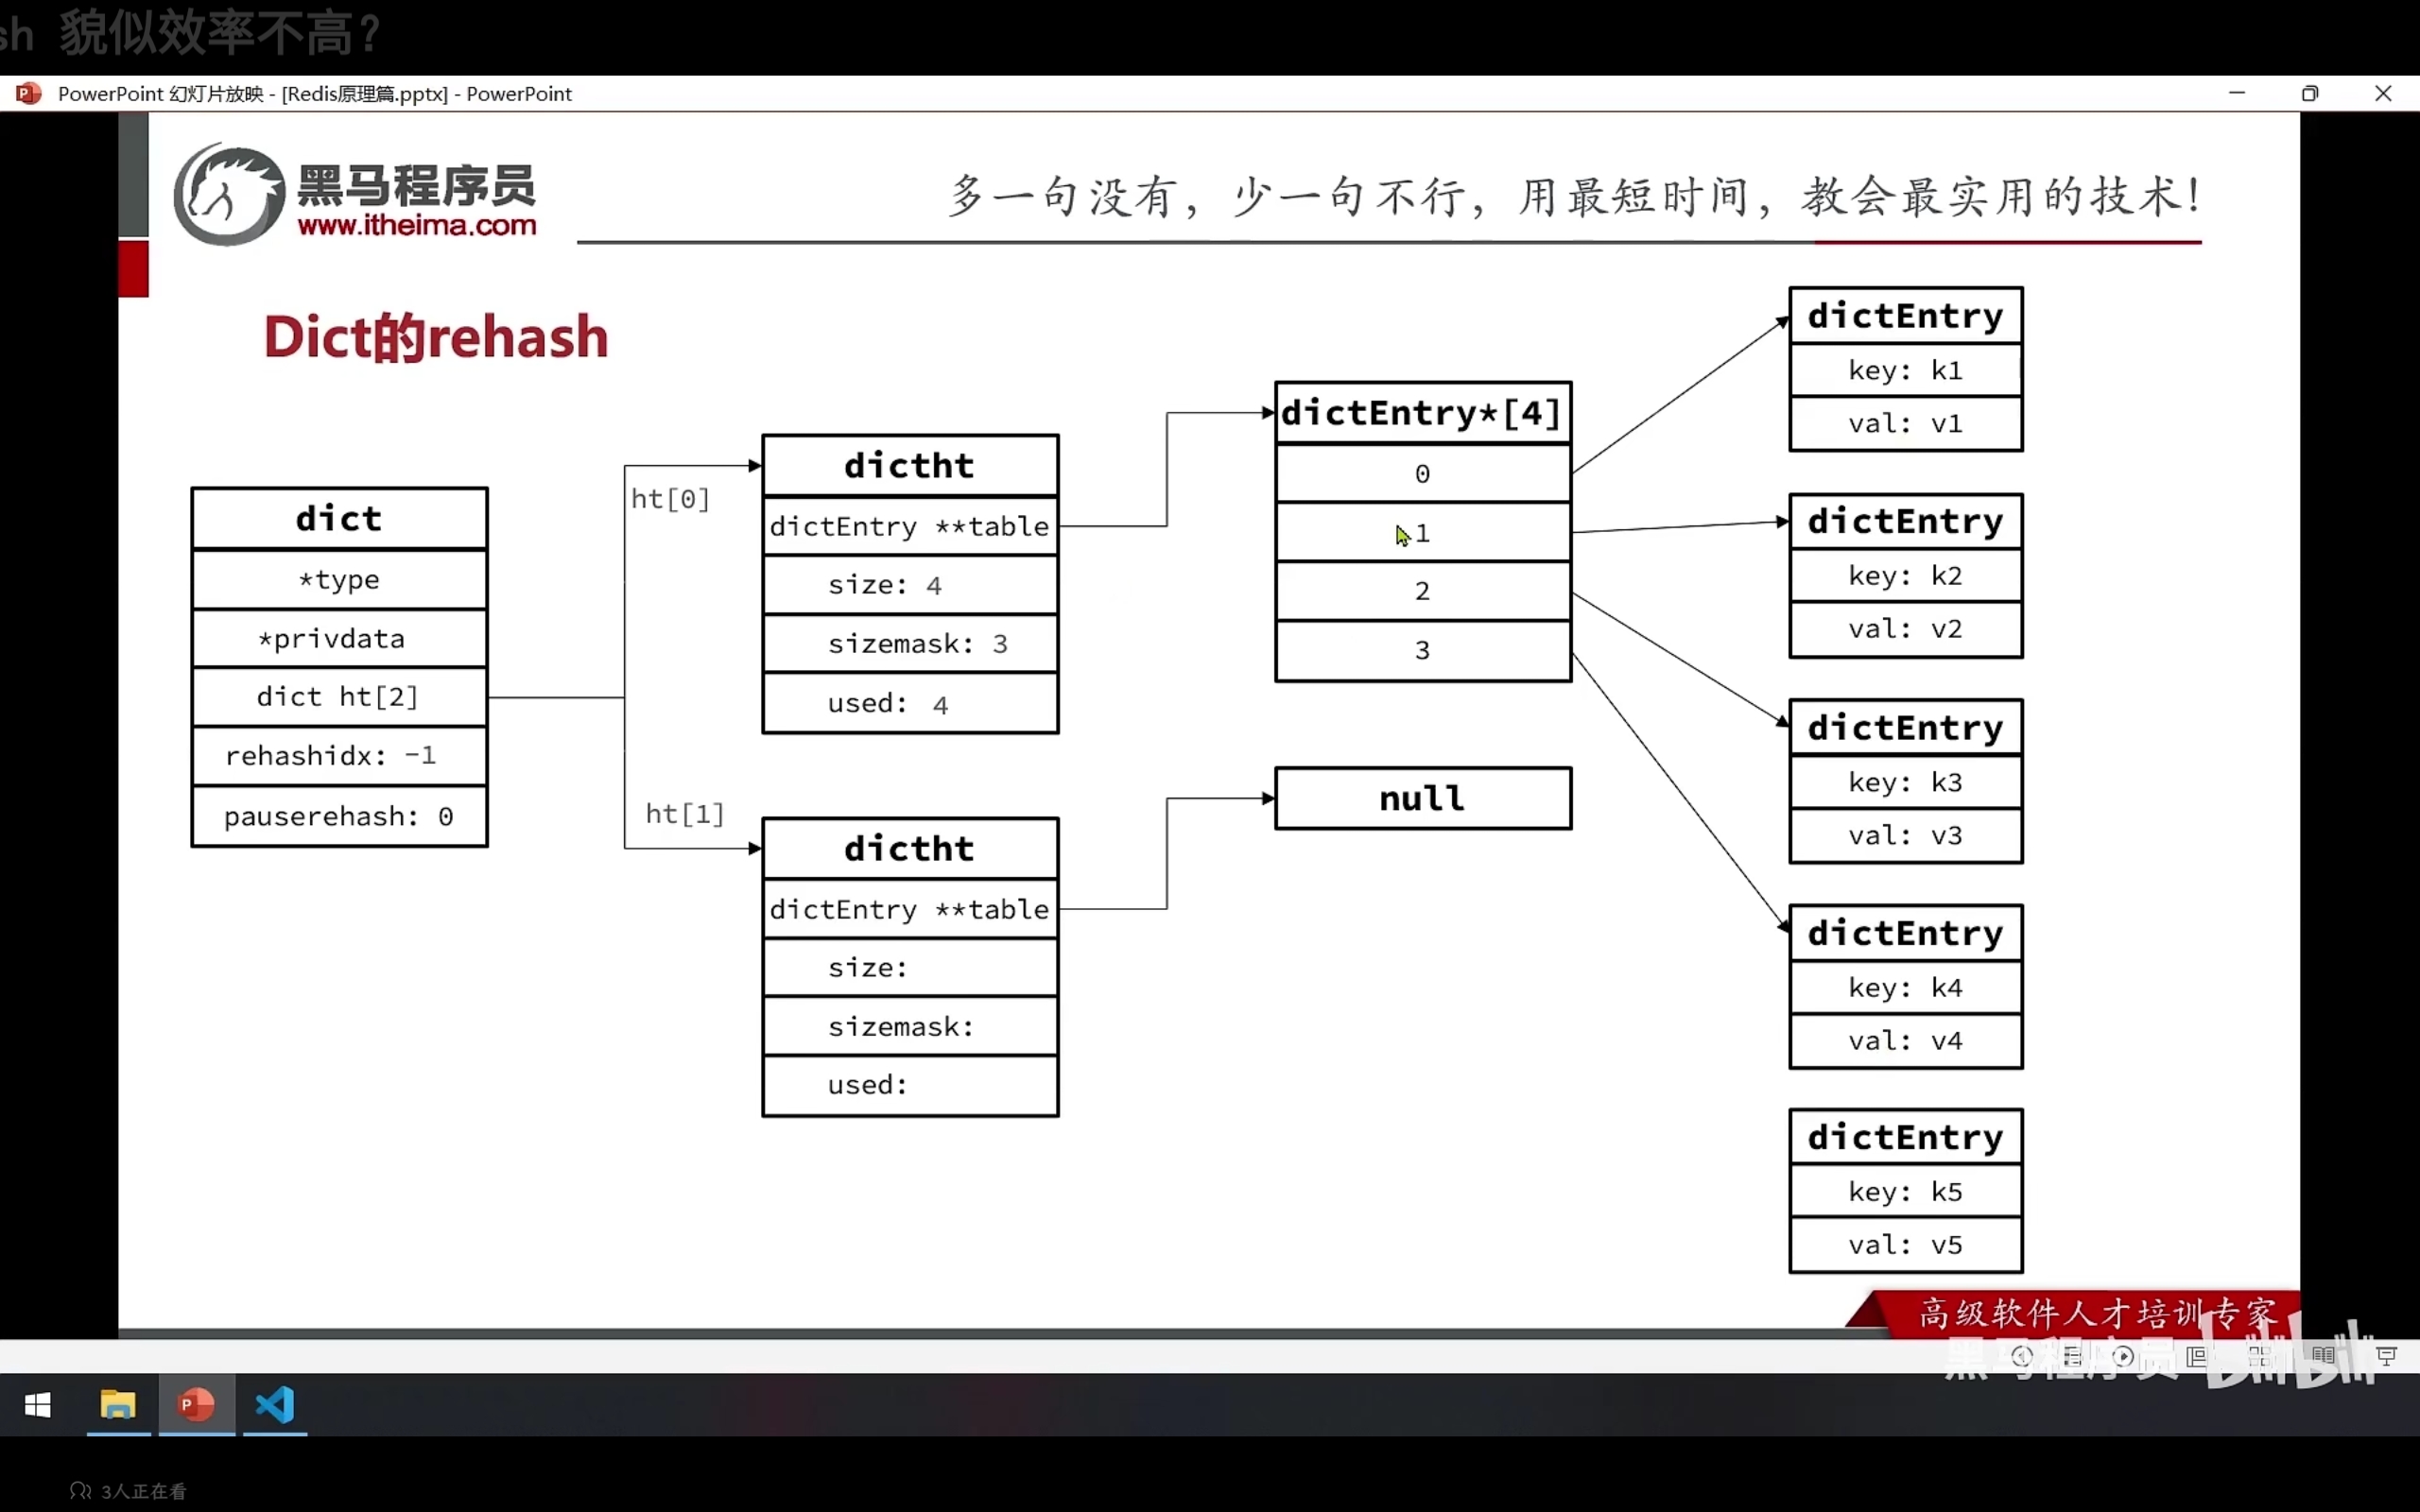 sh 貌似效率不高?
PowerPoint 幻灯片放映 - [Redis原理篇.pptx] - PowerPoint
黑马程序员
www.itheima.com
多一句没有，少一句不行，用最短时间，教会最实用的技术！
Dict的rehash
dict
*type
*privdata
dict ht[2]
rehashidx: -1
pauserehash: 0
ht[0]
dictht
dictEntry **table
size: 4
sizemask: 3
used: 4
ht[1]
dictht
dictEntry **table
size:
sizemask:
used:
dictEntry*[4]
0
1
2
3
null
dictEntry
key: k1
val: v1
dictEntry
key: k2
val: v2
dictEntry
key: k3
val: v3
dictEntry
key: k4
val: v4
dictEntry
key: k5
val: v5
高级软件人才培训专家
黑马程序员 bilibili
3人正在看